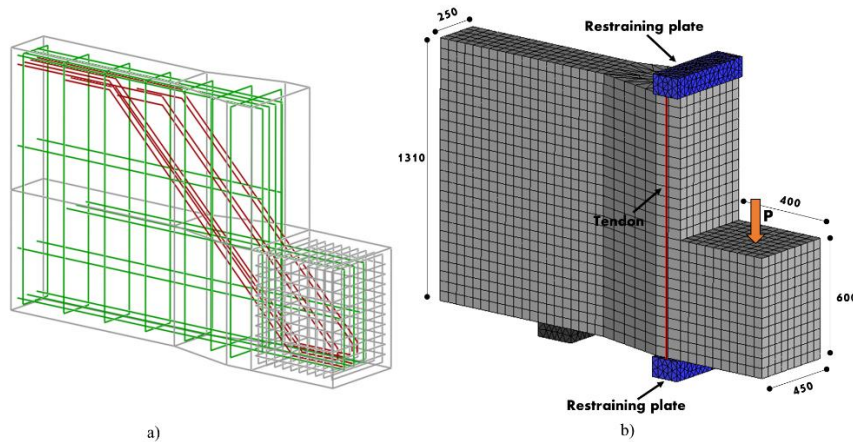 250
Restraining plate
1310
400
P
Tendon
600
450
Restraining plate
a)
b)